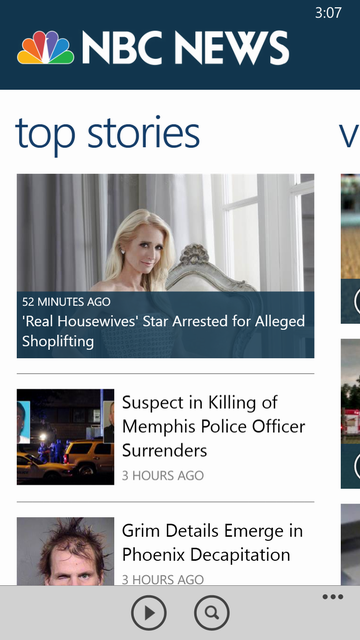 3:07
NBC NEWS
top stories
v
52 MINUTES AGO
'Real Housewives' Star Arrested for Alleged
Shoplifting
Suspect in Killing of
Memphis Police Officer
Surrenders
3 HOURS AGO
Grim Details Emerge in
Phoenix Decapitation
3 HOURS AGO